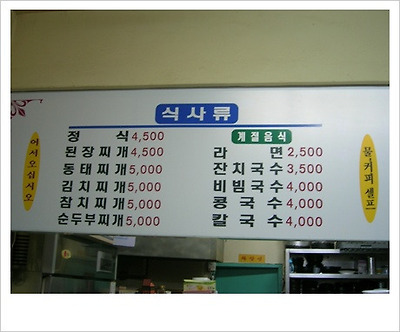 식사류
어서오십시오
정 식 4,500
된장찌개 4,500
동태찌개 5,000
김치찌개 5,000
참치찌개 5,000
순두부찌개 5,000
계절음식
라 면 2,500
잔치국수 3,500
비빔국수 4,000
콩국수 4,000
칼국수 4,000
물·커피 셀프